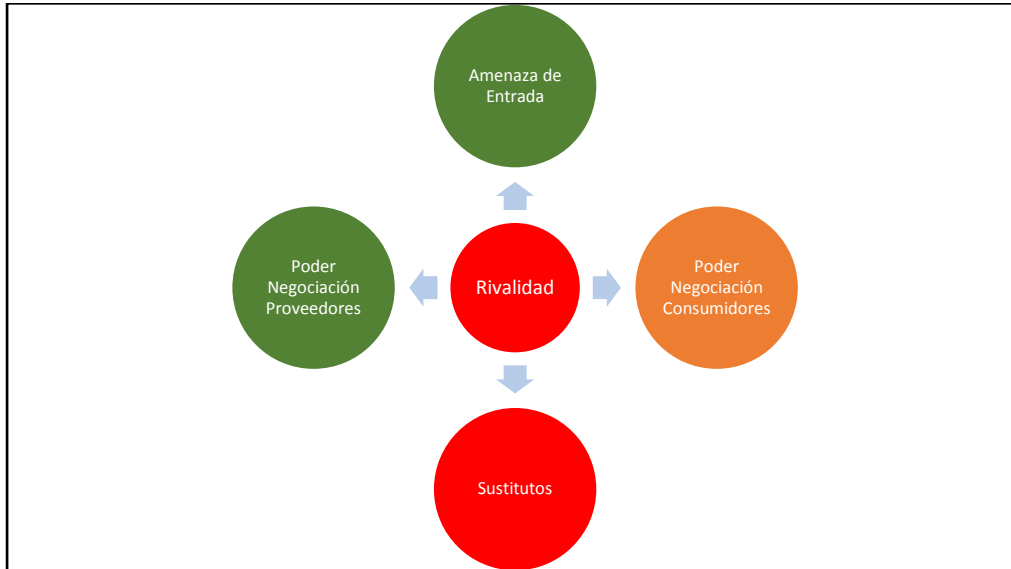 Amenaza de
Entrada
Poder
Negociación
Proveedores
Rivalidad
Poder
Negociación
Consumidores
Sustitutos